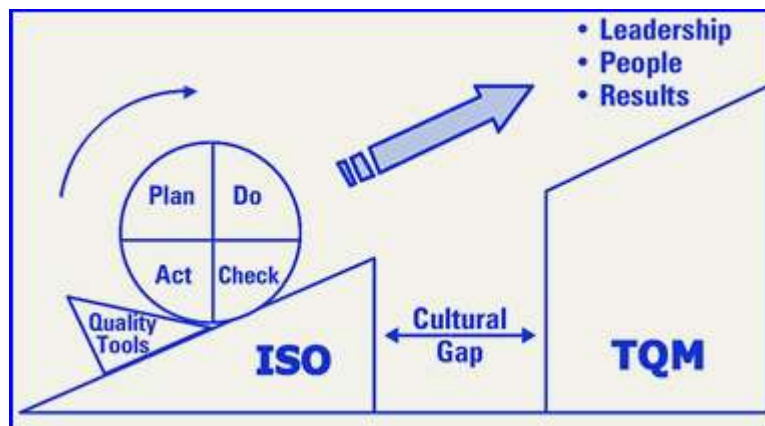 • Leadership
• People
• Results
Plan
Do
Act
Check
Quality
Tools
ISO
Cultural
Gap
TQM